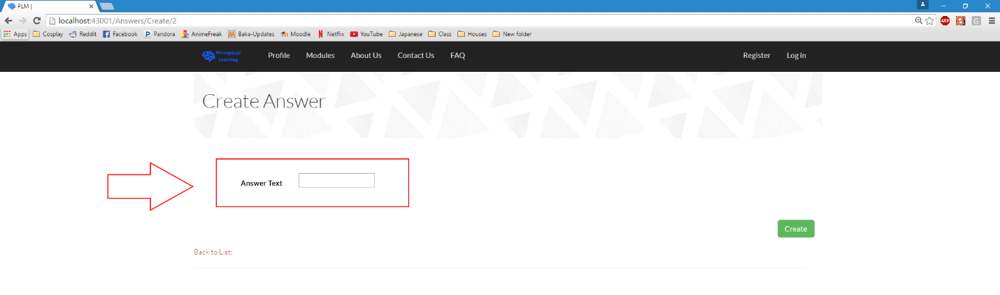 PLM |
localhost:43001/Answers/Create/2
Apps Cosplay Reddit Facebook Pandora AnimeFreak Baka-Updates Moodle Netflix YouTube Japanese Class Houses New folder
Perceptual
Learning
Profile Modules About Us Contact Us FAQ Register Log in
Create Answer
Answer Text
Create
Back to List;